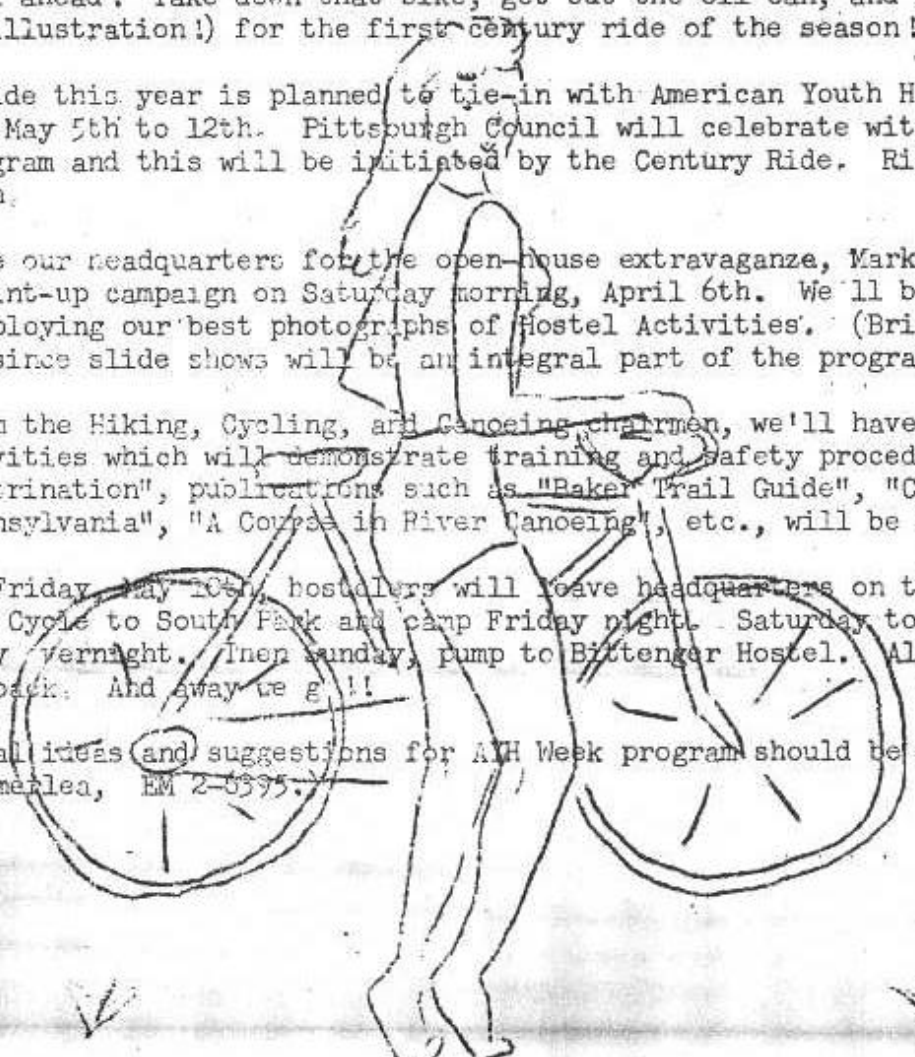 ahead! Take down that bike, get out the oil can, and
illustration!) for the first century ride of the season!
ide this year is planned to tie-in with American Youth H
May 5th to 12th. Pittsburgh Council will celebrate wit
gram and this will be initiated by the Century Ride. Ri
n.
e our headquarters for the open-house extravaganze, Mark
int-up campaign on Saturday morning, April 6th. We'll b
ploying our best photographs of Hostel Activities. (Bri
since slide shows will be an integral part of the progra
m the Hiking, Cycling, and Canoeing chairmen, we'll have
vities which will demonstrate training and safety proced
trination", publications such as "Baker Trail Guide", "C
nsylvania", "A Course in River Canoeing", etc., will be
Friday, May 10th, hostelers will leave headquarters on t
Cycle to South Park and camp Friday night. Saturday to
y vernight. Then Sunday, pump to Bittenger Hostel. Al
back. And away we g !!
al ideas and suggestions for AYH Week program should be
merlea, EM 2-6395.)